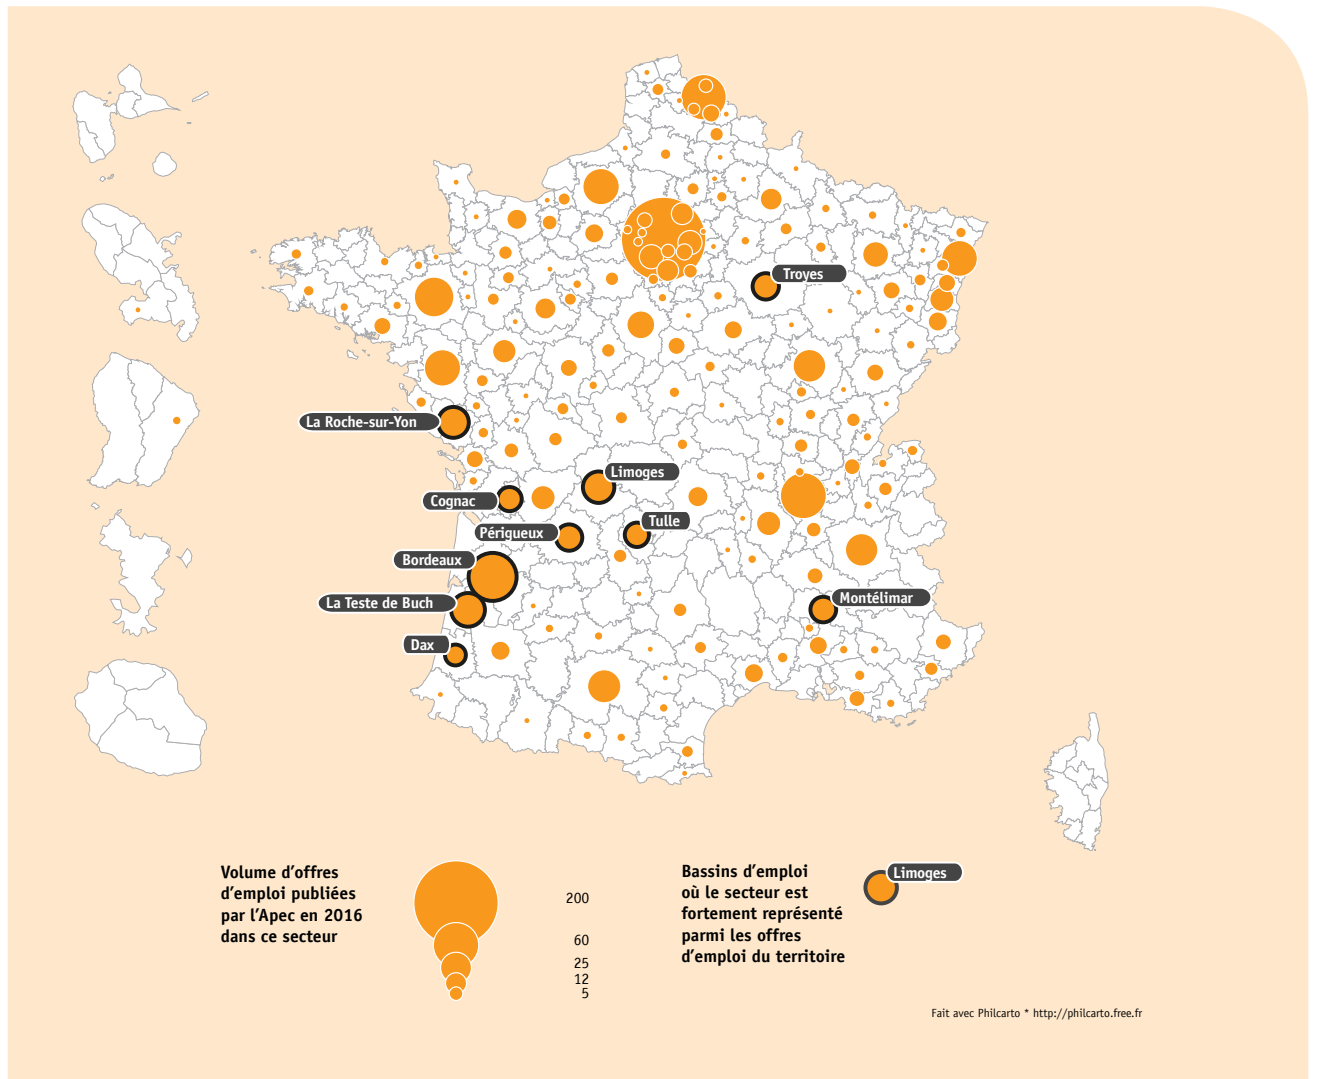 Troyes
La Roche-sur-Yon
Limoges
Cognac
Tulle
Périgueux
Bordeaux
La Teste de Buch
Montélimar
Dax
Volume d’offres
d’emploi publiées
par l’Apec en 2016
dans ce secteur
200
60
25
12
5
Bassins d’emploi
où le secteur est
fortement représenté
parmi les offres
d’emploi du territoire
Limoges
Fait avec Philcarto * http://philcarto.free.fr